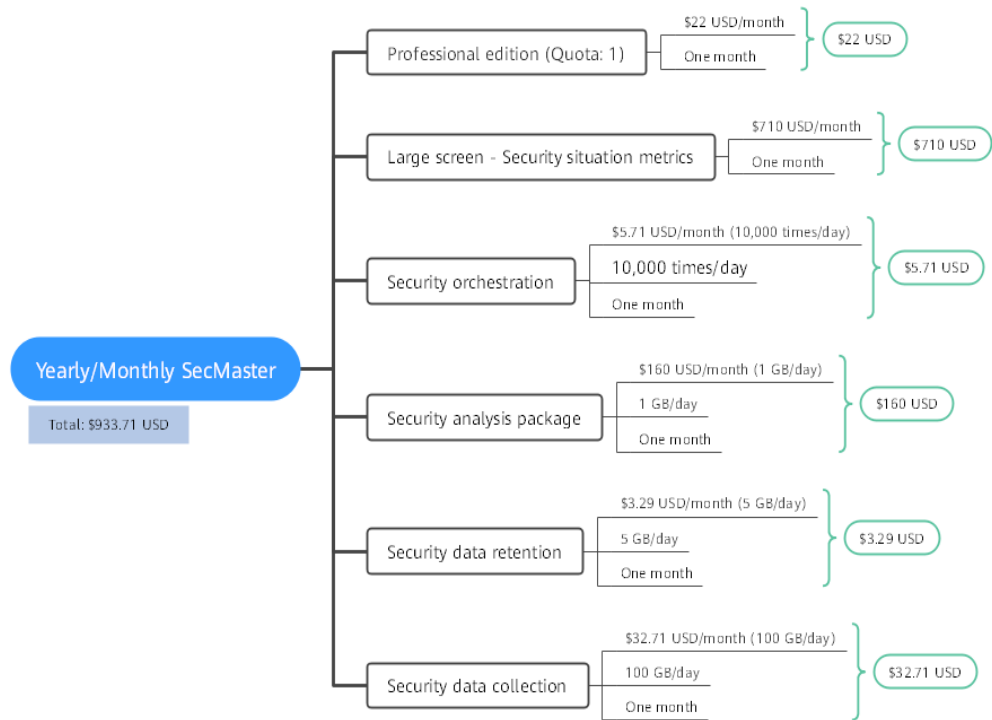 $22 USD/month
Professional edition (Quota: 1)
One month
$22 USD
$710 USD/month
Large screen - Security situation metrics
One month
$710 USD
$5.71 USD/month (10,000 times/day)
10,000 times/day
Security orchestration
One month
$5.71 USD
Yearly/Monthly SecMaster
Total: $933.71 USD
$160 USD/month (1 GB/day)
1 GB/day
Security analysis package
One month
$160 USD
$3.29 USD/month (5 GB/day)
5 GB/day
Security data retention
One month
$3.29 USD
$32.71 USD/month (100 GB/day)
100 GB/day
Security data collection
One month
$32.71 USD